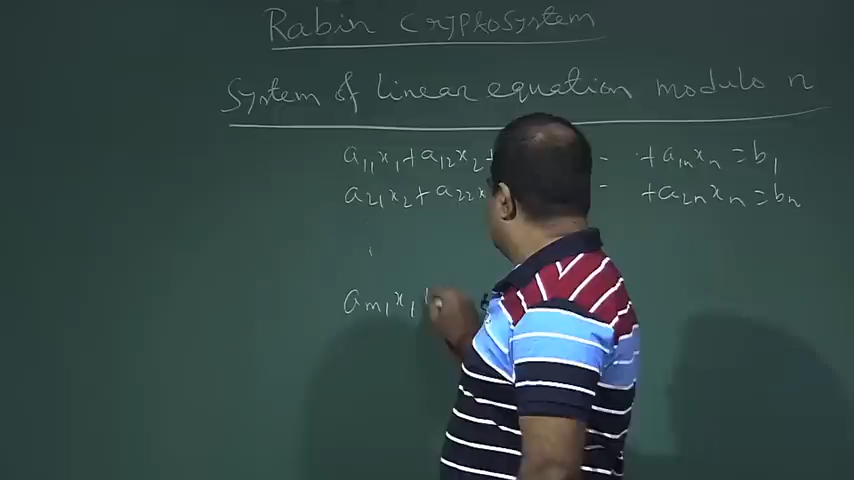 Rabin Cryptosystem
System of linear equation modulo n
a₁₁x₁+a₁₂x₂+ - +a₁ₙxₙ=b₁
a₂₁x₂+a₂₂x - +a₂ₙxₙ=bₙ
aₘ₁x₁